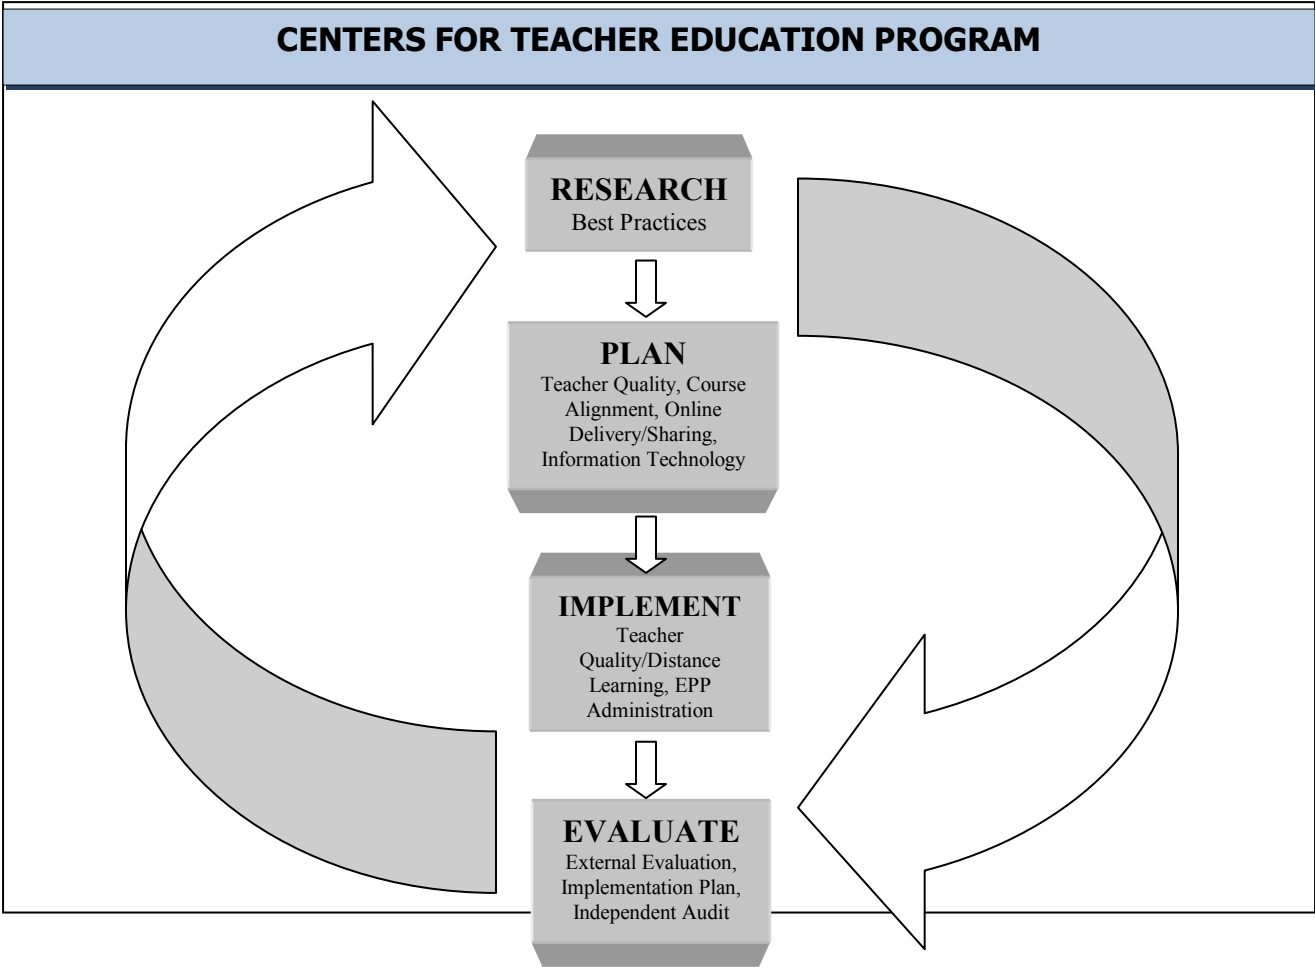 CENTERS FOR TEACHER EDUCATION PROGRAM
RESEARCH
Best Practices
PLAN
Teacher Quality, Course
Alignment, Online
Delivery/Sharing,
Information Technology
IMPLEMENT
Teacher
Quality/Distance
Learning, EPP
Administration
EVALUATE
External Evaluation,
Implementation Plan,
Independent Audit